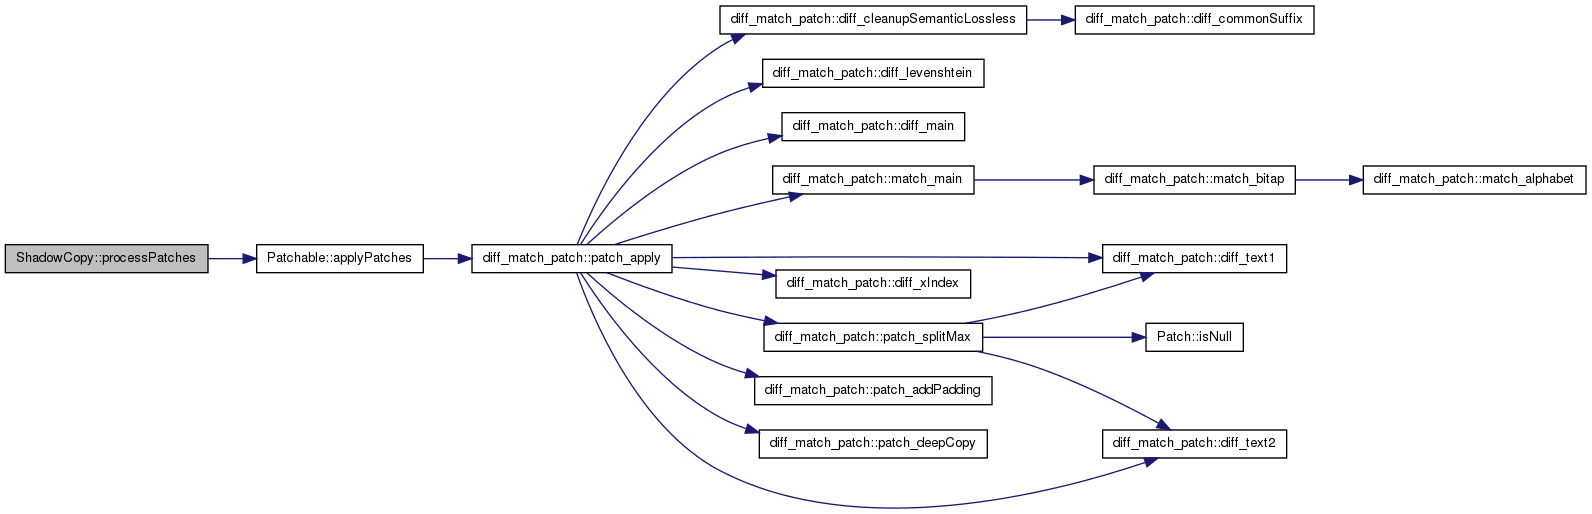 diff_match_patch::diff_cleanupSemanticLossless
diff_match_patch::diff_commonSuffix
diff_match_patch::diff_levenshtein
diff_match_patch::diff_main
diff_match_patch::match_main
diff_match_patch::match_bitap
diff_match_patch::match_alphabet
ShadowCopy::processPatches
Patchable::applyPatches
diff_match_patch::patch_apply
diff_match_patch::diff_text1
diff_match_patch::diff_xIndex
diff_match_patch::patch_splitMax
Patch::isNull
diff_match_patch::patch_addPadding
diff_match_patch::patch_deepCopy
diff_match_patch::diff_text2